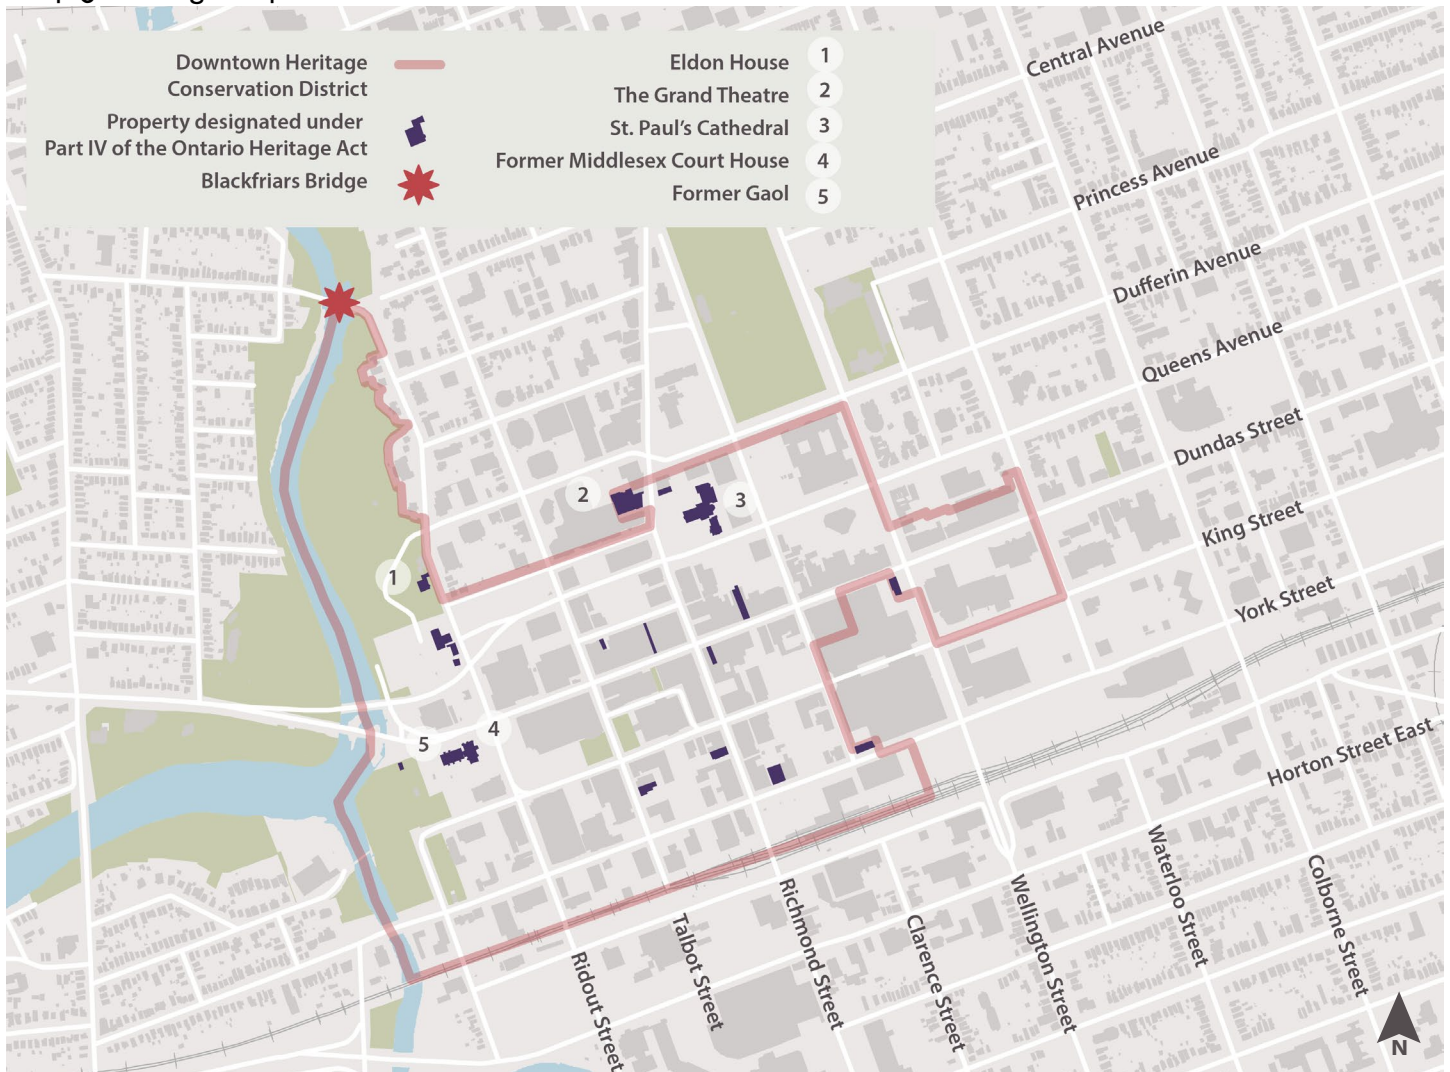 Downtown Heritage
Conservation District
Property designated under
Part IV of the Ontario Heritage Act
Blackfriars Bridge
Eldon House 1
The Grand Theatre 2
St. Paul's Cathedral 3
Former Middlesex Court House 4
Former Gaol 5
Central Avenue
Princess Avenue
Dufferin Avenue
Queens Avenue
Dundas Street
King Street
York Street
Horton Street East
2
3
1
4
5
Ridout Street
Talbot Street
Richmond Street
Clarence Street
Wellington Street
Waterloo Street
Colborne Street
N